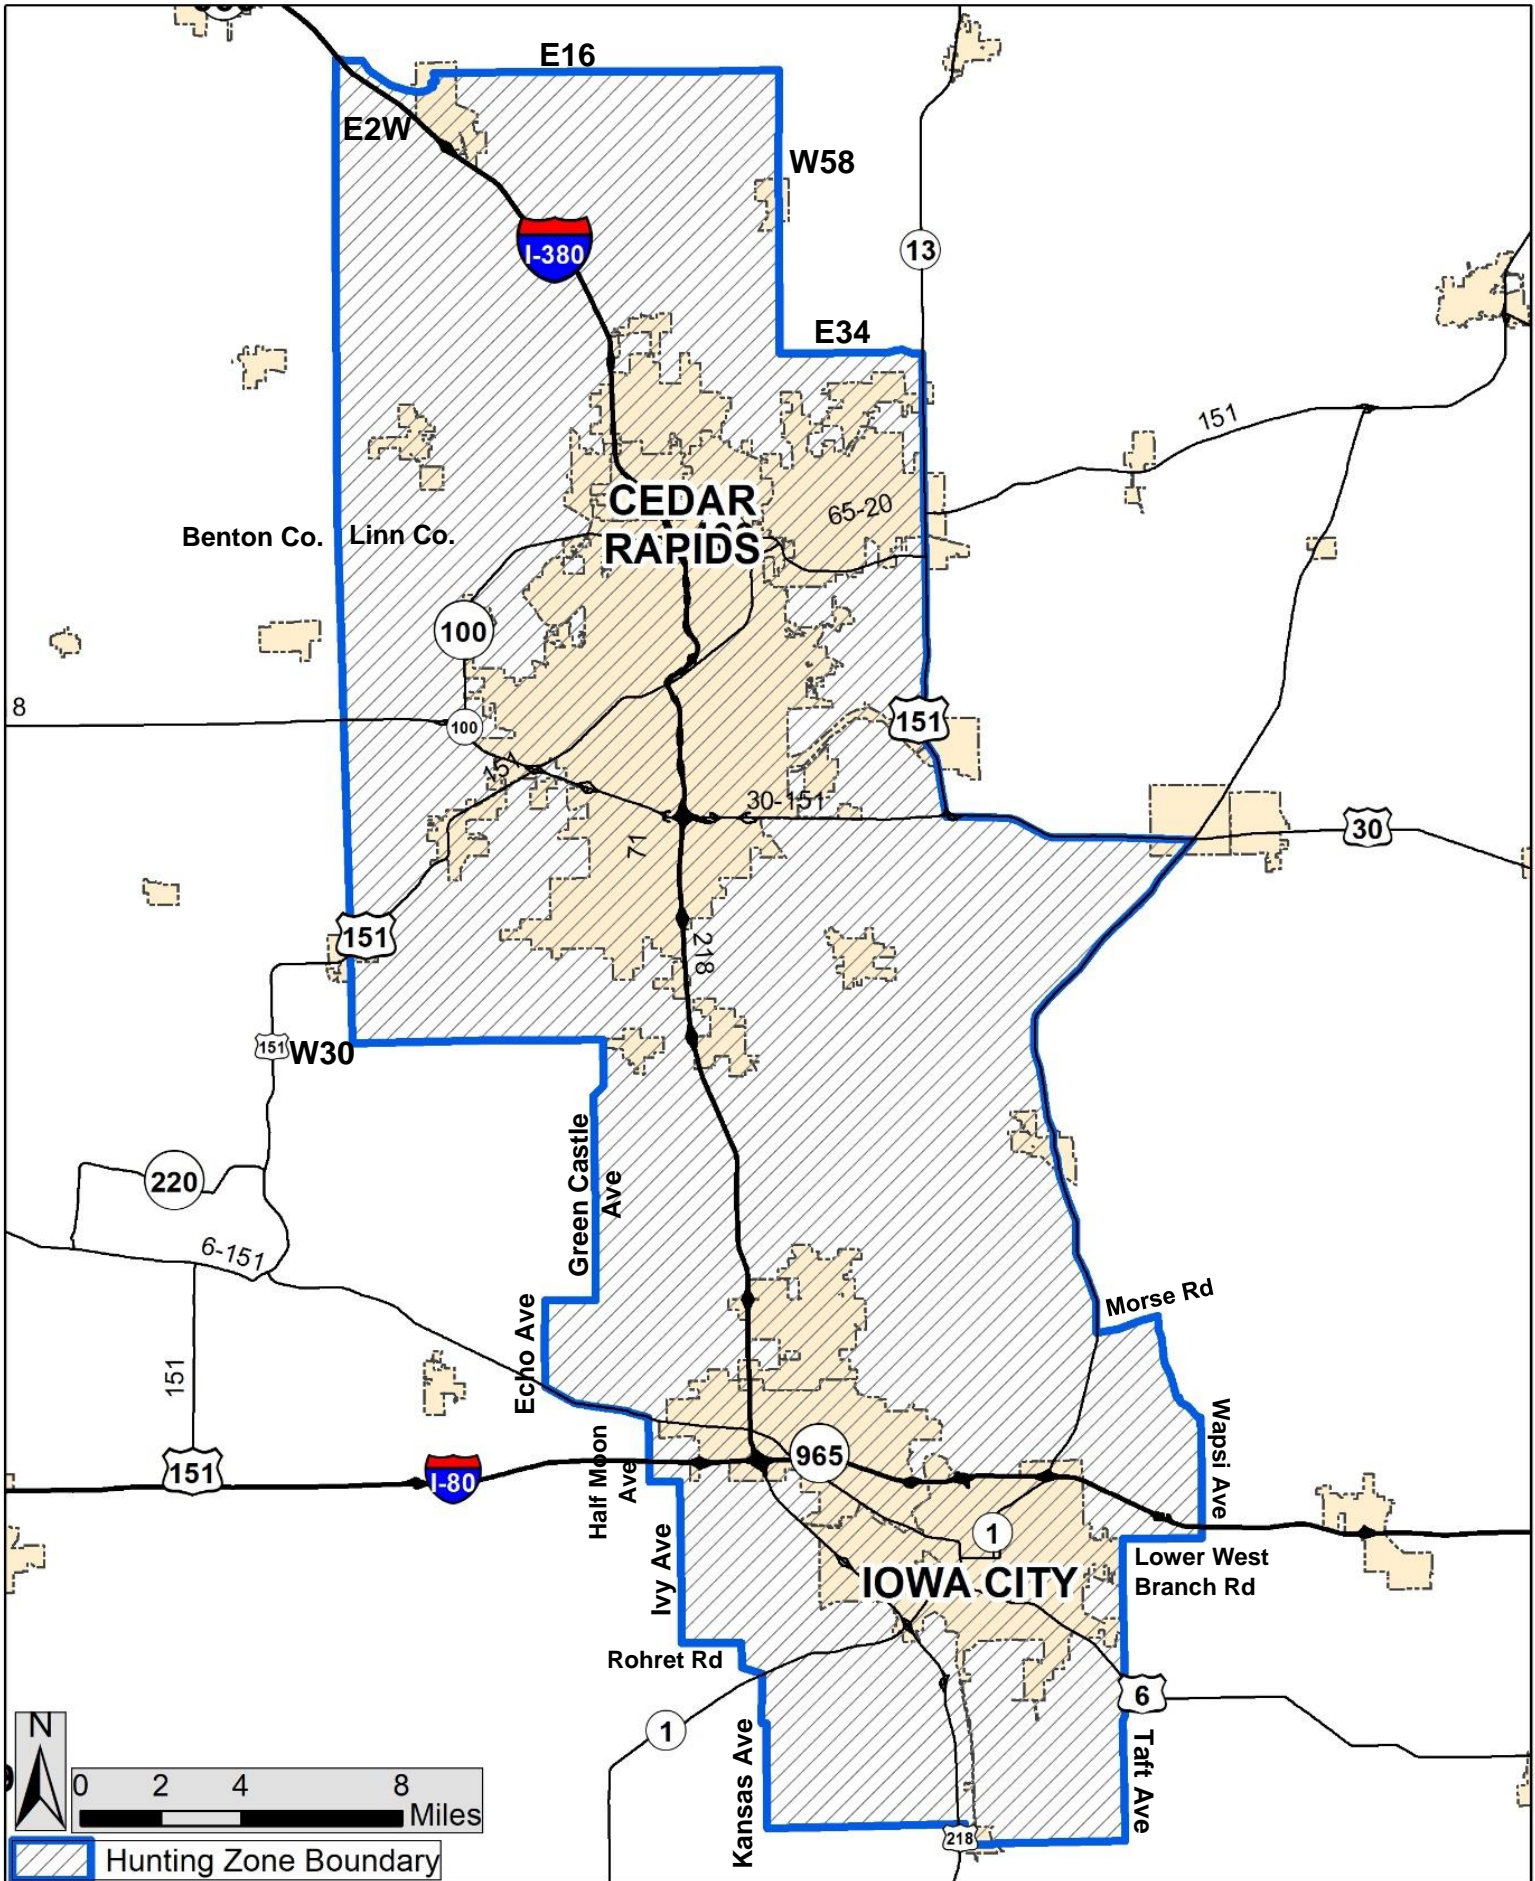 E16
E2W
W58
I-380
13
E34
151
CEDAR
RAPIDS
65-20
Benton Co.
Linn Co.
100
8
100
151
151
30-151
30
71
151
218
151
W30
Green Castle
Ave
220
6-151
Morse Rd
Echo Ave
151
Wapsi Ave
Half Moon
Ave
965
151
I-80
1
Ivy Ave
IOWA CITY
Lower West
Branch Rd
Rohret Rd
6
1
Kansas Ave
Taft Ave
218
N
0 2 4 8
Miles
Hunting Zone Boundary